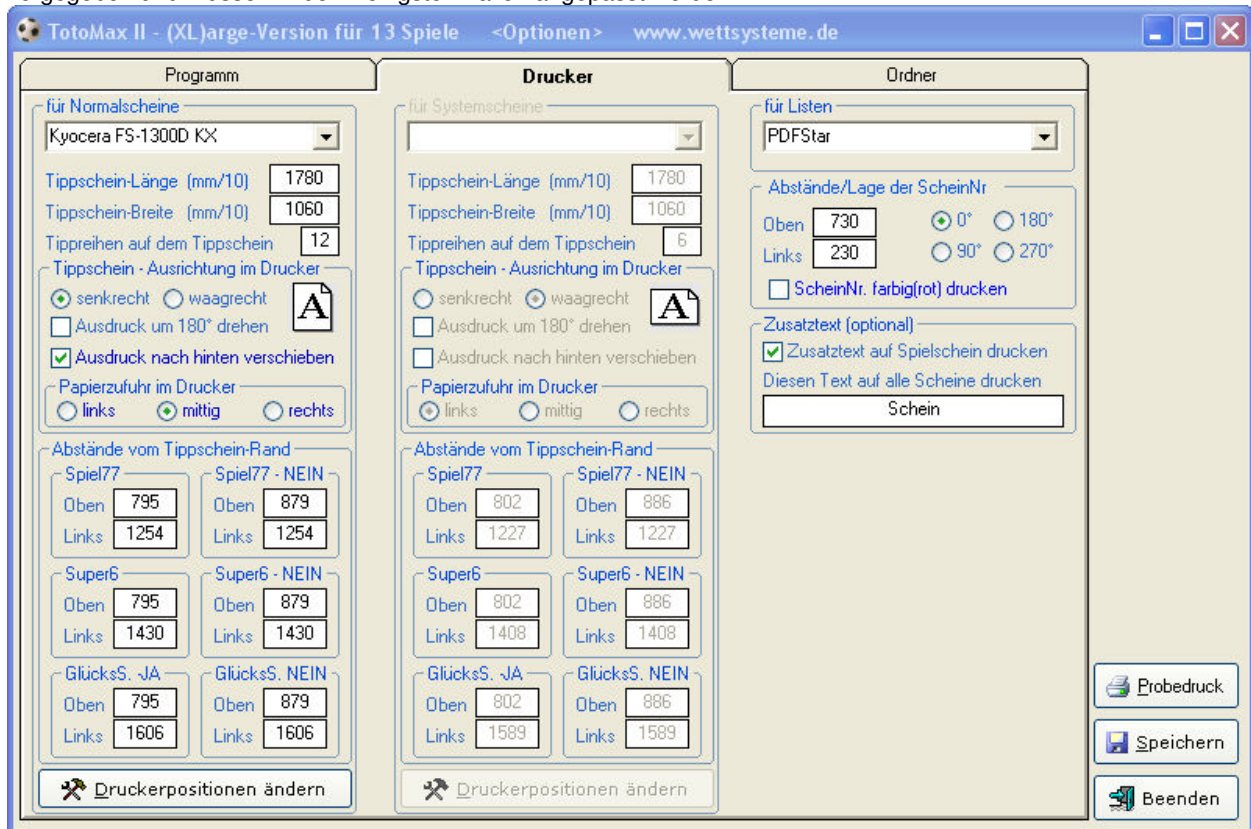 TotoMax II - (XL)arge-Version für 13 Spiele <Optionen> www.wettsysteme.de
Programm
Drucker
Ordner
für Normalscheine
Kyocera FS-1300D KX
Tippschein-Länge (mm/10) 1780
Tippschein-Breite (mm/10) 1060
Tippreihen auf dem Tippschein 12
Tippschein - Ausrichtung im Drucker
senkrecht waagrecht
A
Ausdruck um 180° drehen
Ausdruck nach hinten verschieben
Papierzufuhr im Drucker
links mittig rechts
Abstände vom Tippschein-Rand
Spiel77 Spiel77 - NEIN
Oben 795 Oben 879
Links 1254 Links 1254
Super6 Super6 - NEIN
Oben 795 Oben 879
Links 1430 Links 1430
GlücksS. -JA GlücksS. NEIN
Oben 795 Oben 879
Links 1606 Links 1606
Druckerpositionen ändern
für Systemscheine
Tippschein-Länge (mm/10) 1780
Tippschein-Breite (mm/10) 1060
Tippreihen auf dem Tippschein 6
Tippschein - Ausrichtung im Drucker
senkrecht waagrecht
A
Ausdruck um 180° drehen
Ausdruck nach hinten verschieben
Papierzufuhr im Drucker
links mittig rechts
Abstände vom Tippschein-Rand
Spiel77 Spiel77 - NEIN
Oben 802 Oben 886
Links 1227 Links 1227
Super6 Super6 - NEIN
Oben 802 Oben 886
Links 1408 Links 1408
GlücksS. -JA GlücksS. NEIN
Oben 802 Oben 886
Links 1589 Links 1589
Druckerpositionen ändern
für Listen
PDFStar
Abstände/Lage der ScheinNr
Oben 730 0° 180°
Links 230 90° 270°
ScheinNr. farbig(rot) drucken
Zusatztext (optional)
Zusatztext auf Spielschein drucken
Diesen Text auf alle Scheine drucken
Schein
Probedruck
Speichern
Beenden